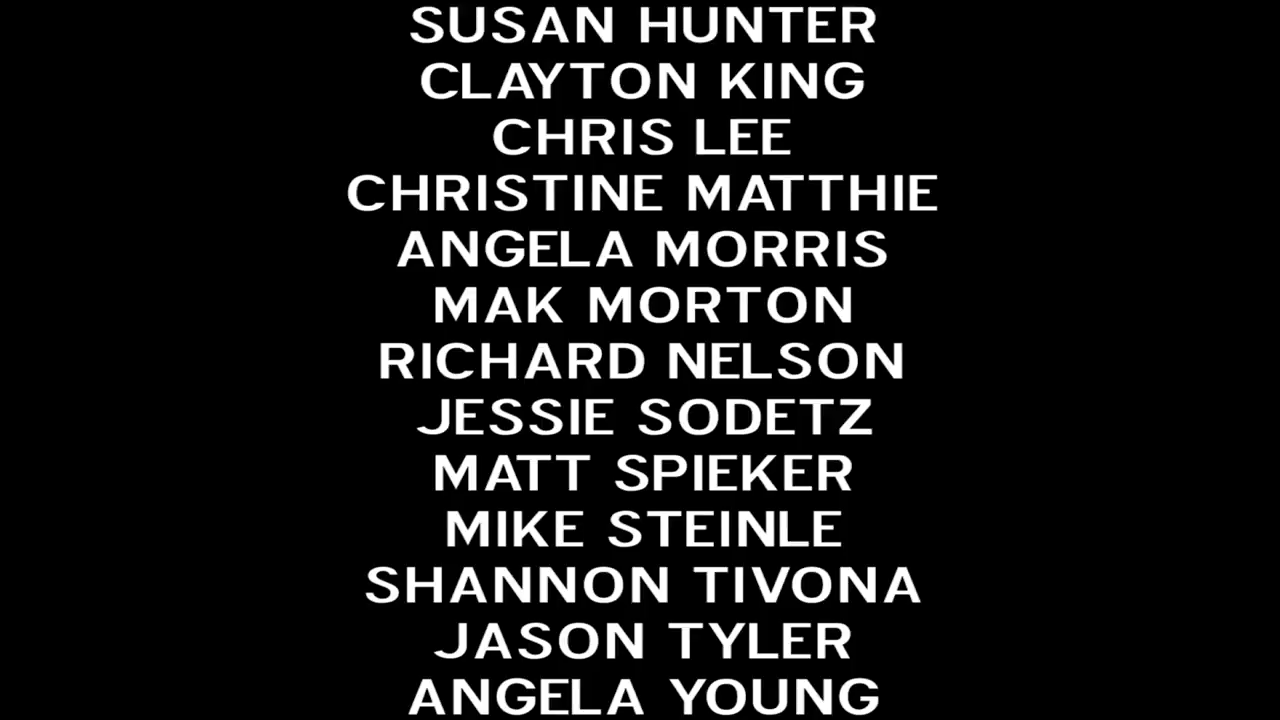 SUSAN HUNTER
CLAYTON KING
CHRIS LEE
CHRISTINE MATTHIE
ANGELA MORRIS
MAK MORTON
RICHARD NELSON
JESSIE SODETZ
MATT SPIEKER
MIKE STEINLE
SHANNON TIVONA
JASON TYLER
ANGELA YOUNG